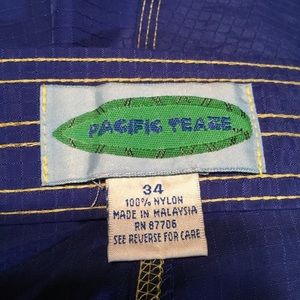 PACIFIC TEAZE...
34
100% NYLON
MADE IN MALAYSIA
RN 87706
SEE REVERSE FOR CARE